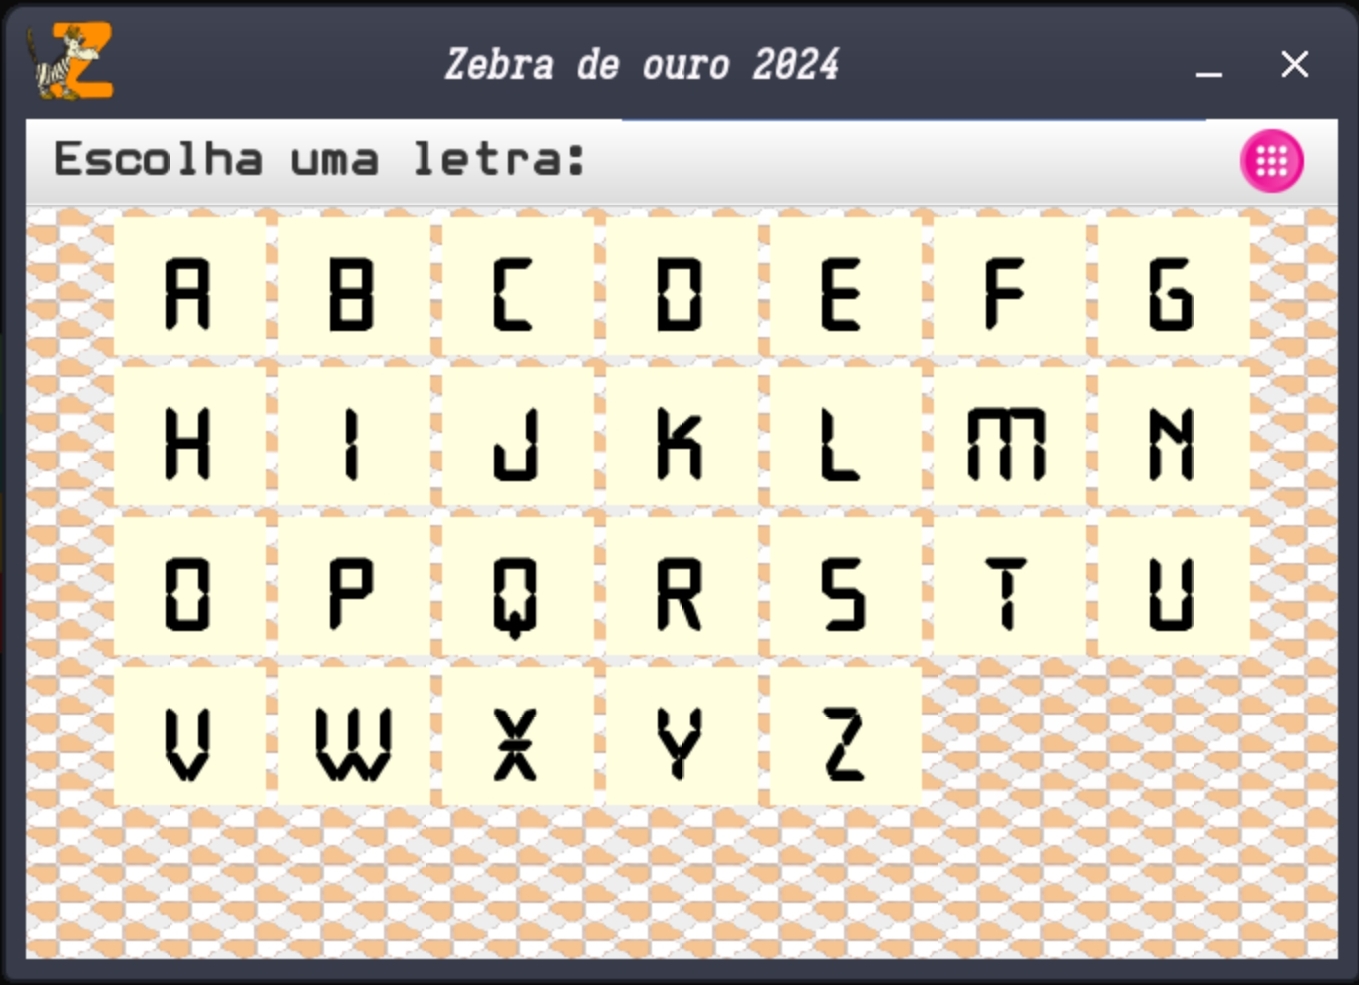 Z
Zebra de ouro 2024
Escolha uma letra:
A B C D E F G
H I J K L M N
O P Q R S T U
V W X Y Z